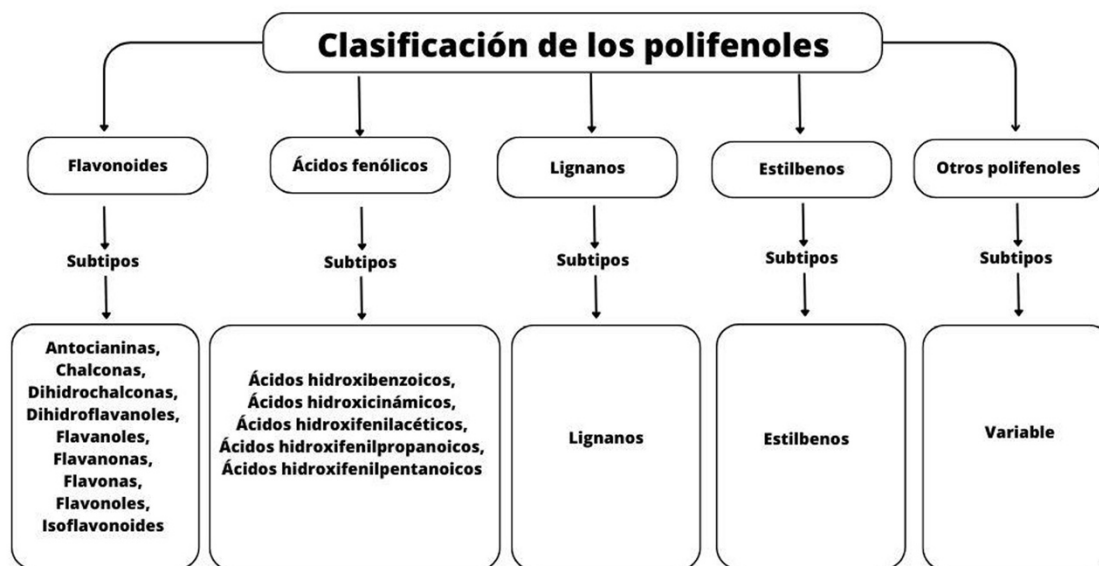 Clasificación de los polifenoles
Flavonoides
Ácidos fenólicos
Lignanos
Estilbenos
Otros polifenoles
Subtipos
Subtipos
Subtipos
Subtipos
Subtipos
Antocianinas,
Chalconas,
Dihidrochalconas,
Dihidroflavanoles,
Flavanoles,
Flavanonas,
Flavonas,
Flavonoles,
Isoflavonoides
Ácidos hidroxibenzoicos,
Ácidos hidroxicinámicos,
Ácidos hidroxifenilacéticos,
Ácidos hidroxifenilpropanoicos,
Ácidos hidroxifenilpentanoicos
Lignanos
Estilbenos
Variable